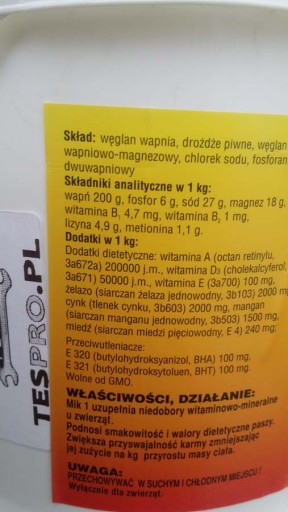 Skład: węglan wapnia, drożdże piwne, węglan
wapniowo-magnezowy, chlorek sodu, fosforan
dwuwapniowy
Składniki analityczne w 1 kg:
wapń 200 g, fosfor 6 g, sód 27 g, magnez 18 g,
witamina B, 4,7 mg, witamina B, 1 mg,
lizyna 4,9 g, metionina 1,1 g.
Dodatki w 1 kg:
Dodatki dietetyczne: witamina A (octan retinylu,
3a672a) 200000 j.m., witamina D₃ (cholekalcyferol,
3a671) 50000 j.m., witamina E (3a700) 100 mg,
żelazo (siarczan żelaza jednowodny, 3b103) 2000 mg
cynk (tlenek cynku, 3b603) 2000 mg, mangan
(siarczan manganu jednowodny, 3b503) 1500 mg,
miedź (siarczan miedzi pięciowodny, E 4) 240 mg;
Przeciwutleniacze:
E 320 (butylohydroksyanizol, BHA) 100 mg.
E 321 (butylohydroksytoluen, BHT) 100 mg.
Wolne od GMO.
WŁAŚCIWOŚCI, DZIAŁANIE:
Mik 1 uzupełnia niedobory witaminowo-mineralne
u zwierząt.
Podnosi smakowitość i walory dietetyczne paszy.
Zwiększa przyswajalność karmy zmniejszając
jej zużycie na kg przyrostu masy ciała.
UWAGA:
PRZECHOWYWAĆ W SUCHYM I CHŁODNYM MIEJSCU !
Wyłącznie dla zwierząt.
TESPRO.PL